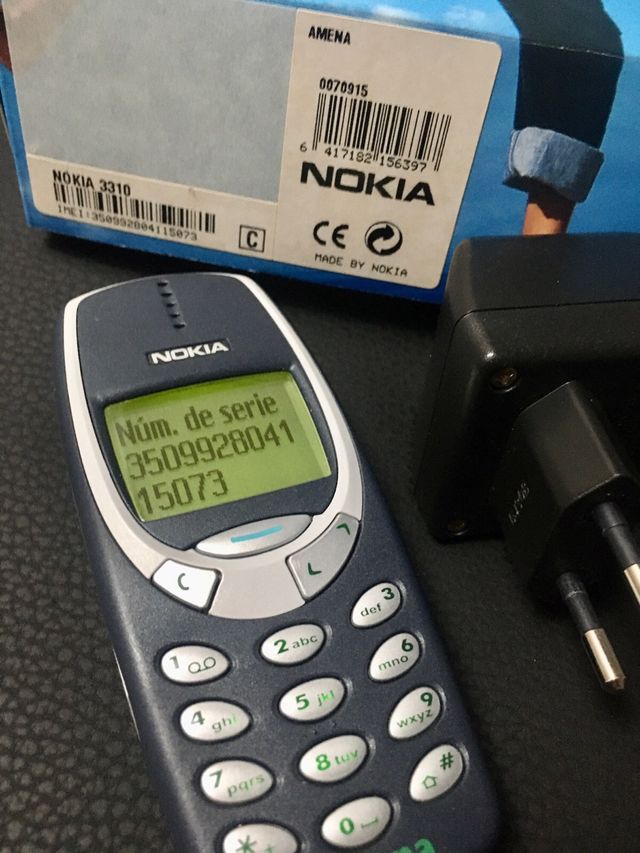 AMENA
0070915
6 417182 156397
NOKIA
NOKIA 3310
IMEI:350992804115073
C
CE
MADE BY NOKIA
NOKIA
Núm. de serie
3509928041
15073
C
1
2 abc
def 3
4 ghi
5 jkl
6 mno
7 pqrs
8 tuv
9 wxyz
* +
0
#
na